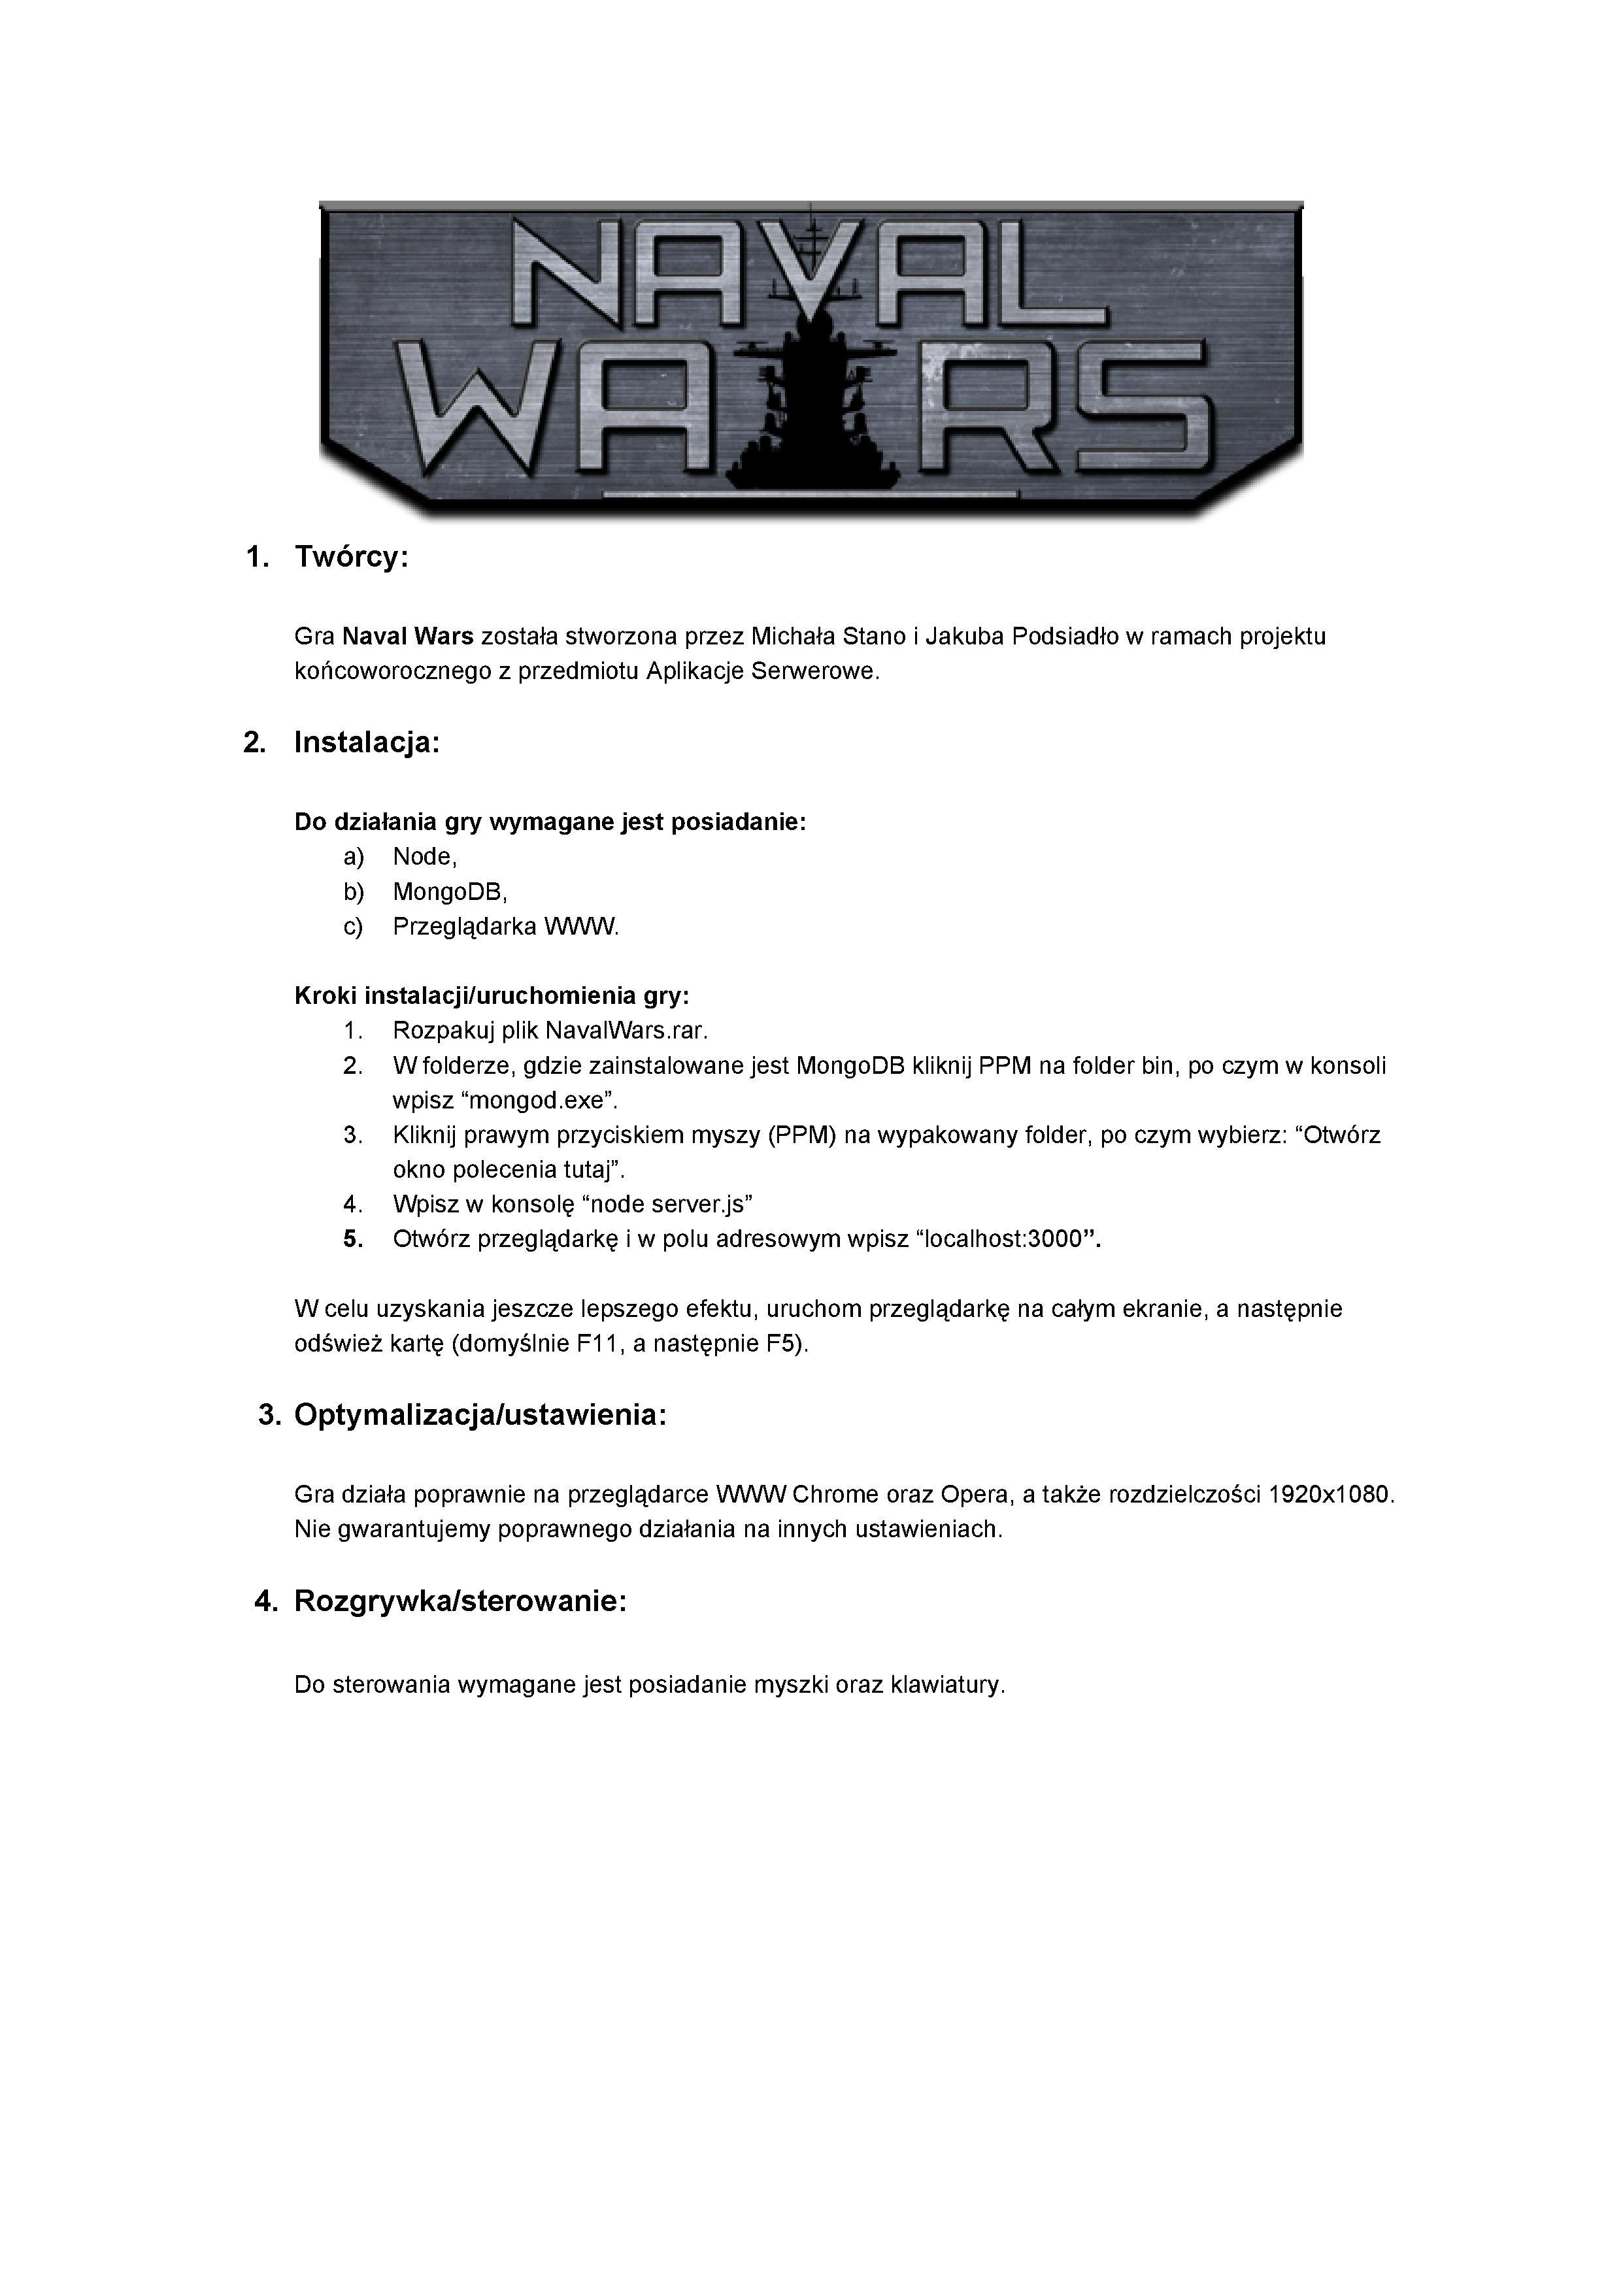 NAVAL
WARS
1. Twórcy:
Gra Naval Wars została stworzona przez Michała Stano i Jakuba Podsiadło w ramach projektu
końcoworocznego z przedmiotu Aplikacje Serwerowe.
2. Instalacja:
Do działania gry wymagane jest posiadanie:
a) Node,
b) MongoDB,
c) Przeglądarka WWW.
Kroki instalacji/uruchomienia gry:
1. Rozpakuj plik NavalWars.rar.
2. W folderze, gdzie zainstalowane jest MongoDB kliknij PPM na folder bin, po czym w konsoli
wpisz “mongod.exe”.
3. Kliknij prawym przyciskiem myszy (PPM) na wypakowany folder, po czym wybierz: “Otwórz
okno polecenia tutaj”.
4. Wpisz w konsolę “node server.js”
5. Otwórz przeglądarkę i w polu adresowym wpisz “localhost:3000”.
W celu uzyskania jeszcze lepszego efektu, uruchom przeglądarkę na całym ekranie, a następnie
odśwież kartę (domyślnie F11, a następnie F5).
3. Optymalizacja/ustawienia:
Gra działa poprawnie na przeglądarce WWW Chrome oraz Opera, a także rozdzielczości 1920x1080.
Nie gwarantujemy poprawnego działania na innych ustawieniach.
4. Rozgrywka/sterowanie:
Do sterowania wymagane jest posiadanie myszki oraz klawiatury.